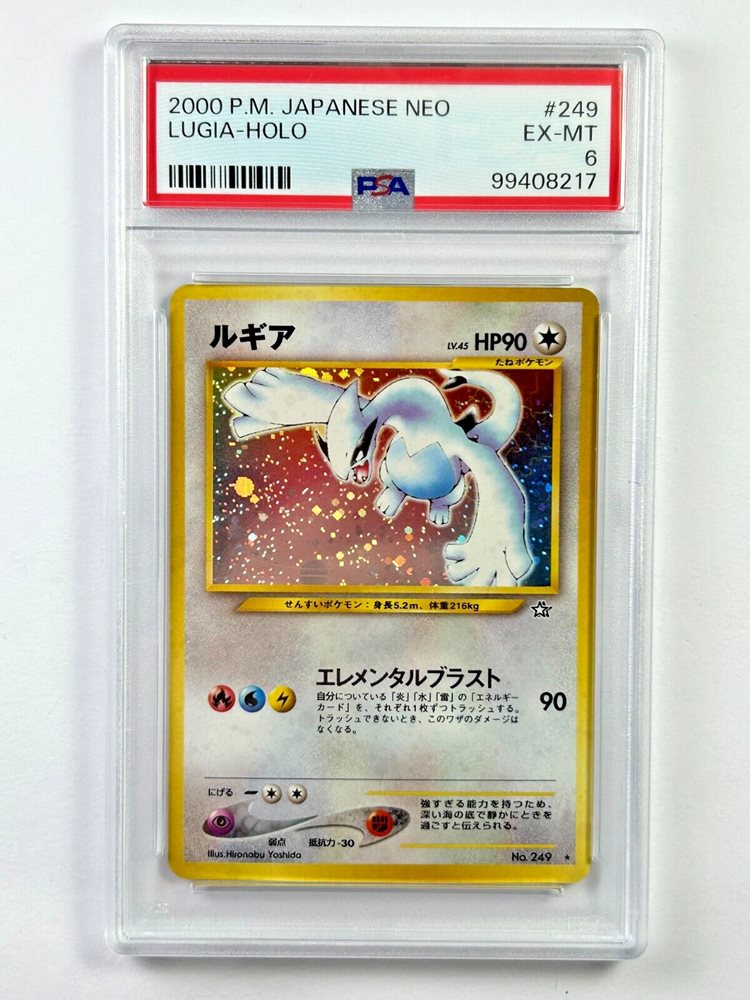 2000 P.M. JAPANESE NEO #249
LUGIA-HOLO EX-MT
6
PSA 99408217
ルギア LV.45 HP90
たねポケモン
せんすいポケモン：身長5.2m、体重216kg
エレメンタルブラスト 90
自分についている「炎」「水」「雷」の「エネルギー
カード」を、それぞれ1枚ずつトラッシュする。
トラッシュできないとき、このワザのダメージは
なくなる。
にげる
強すぎる能力を持つため、
深い海の底で静かにときを
過ごすと伝えられる。
弱点 抵抗力-30
Illus.Hironobu Yoshida No.249